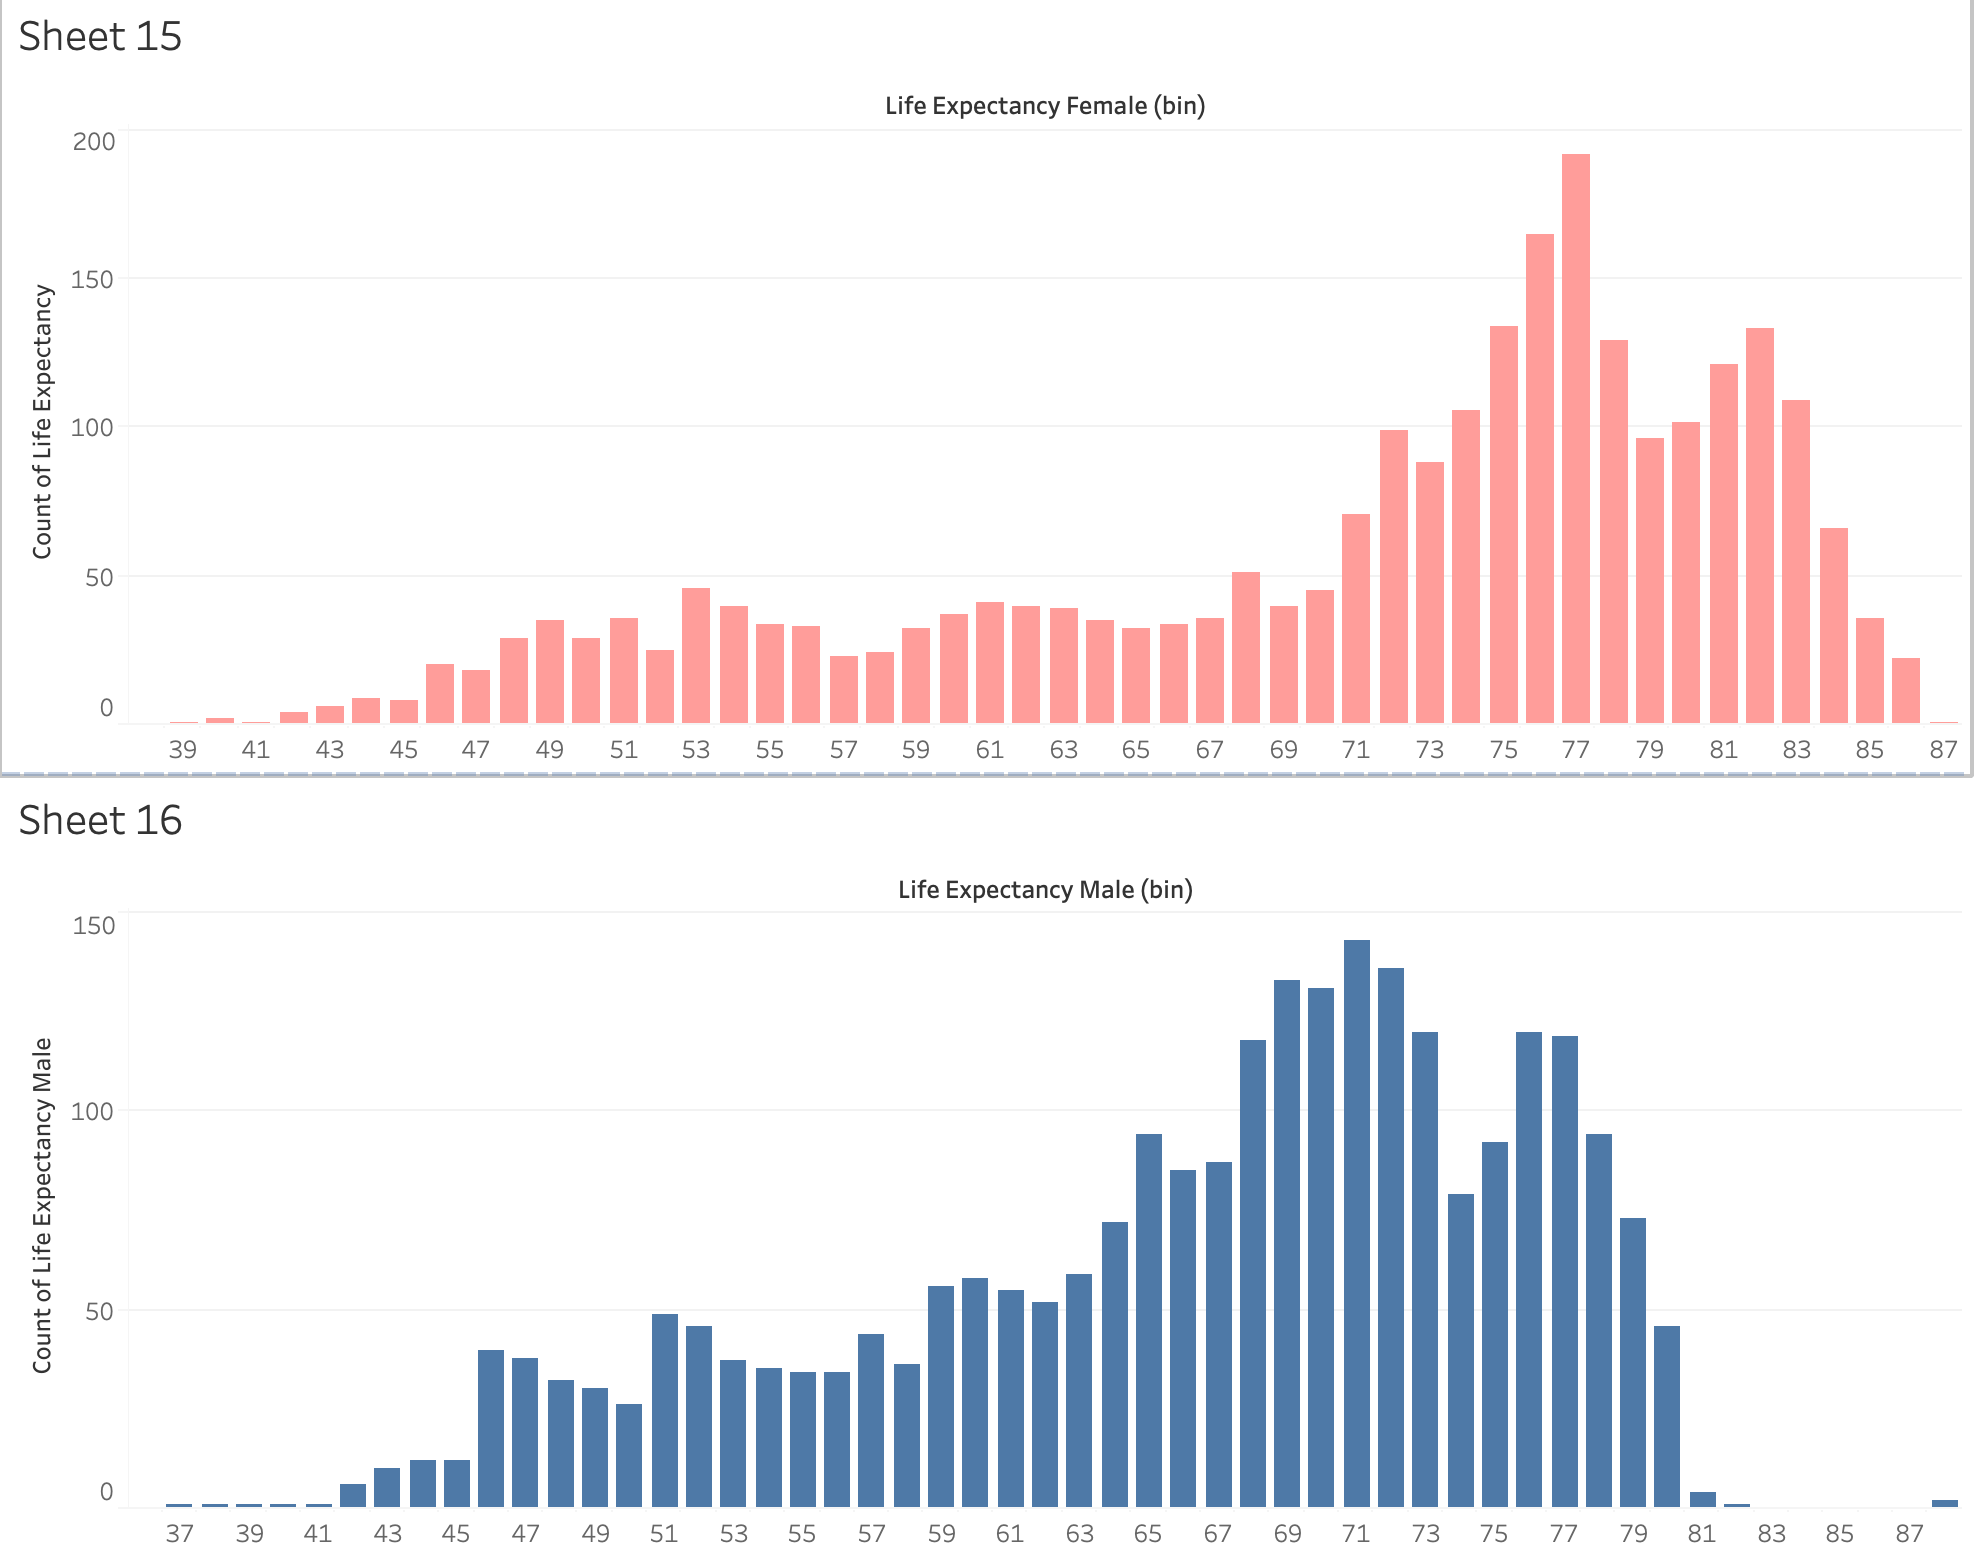 Sheet 15
Life Expectancy Female (bin)
Count of Life Expectancy
200
150
100
50
0
39 41 43 45 47 49 51 53 55 57 59 61 63 65 67 69 71 73 75 77 79 81 83 85 87
Sheet 16
Life Expectancy Male (bin)
Count of Life Expectancy Male
150
100
50
0
37 39 41 43 45 47 49 51 53 55 57 59 61 63 65 67 69 71 73 75 77 79 81 83 85 87